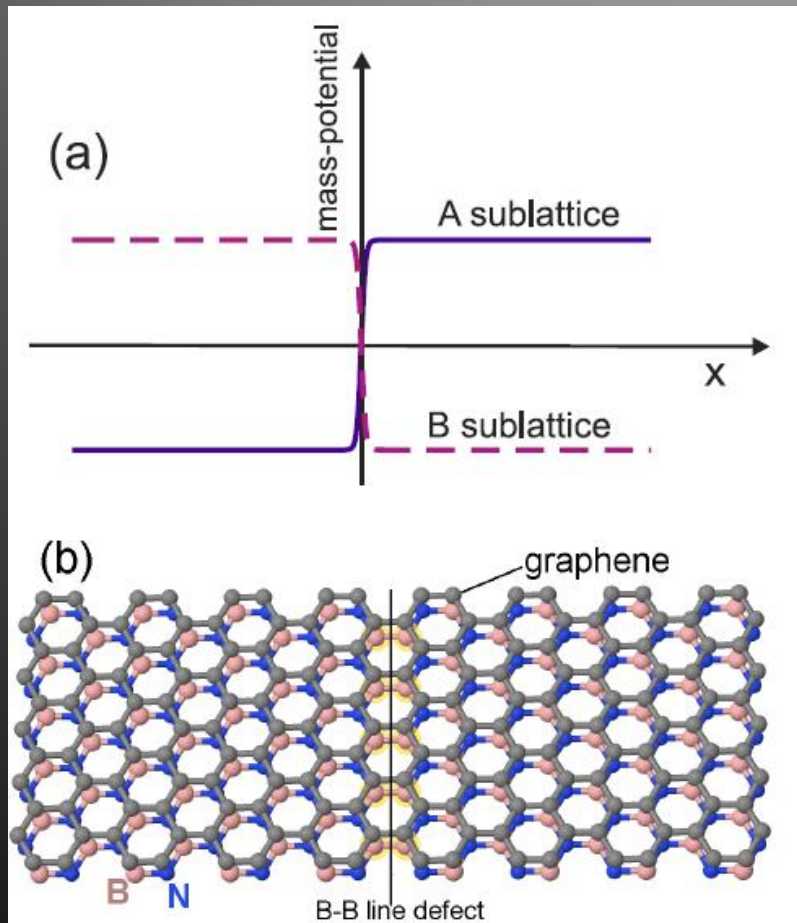 mass-potential
(a)
A sublattice
X
B sublattice
(b)
graphene
B N
B-B line defect